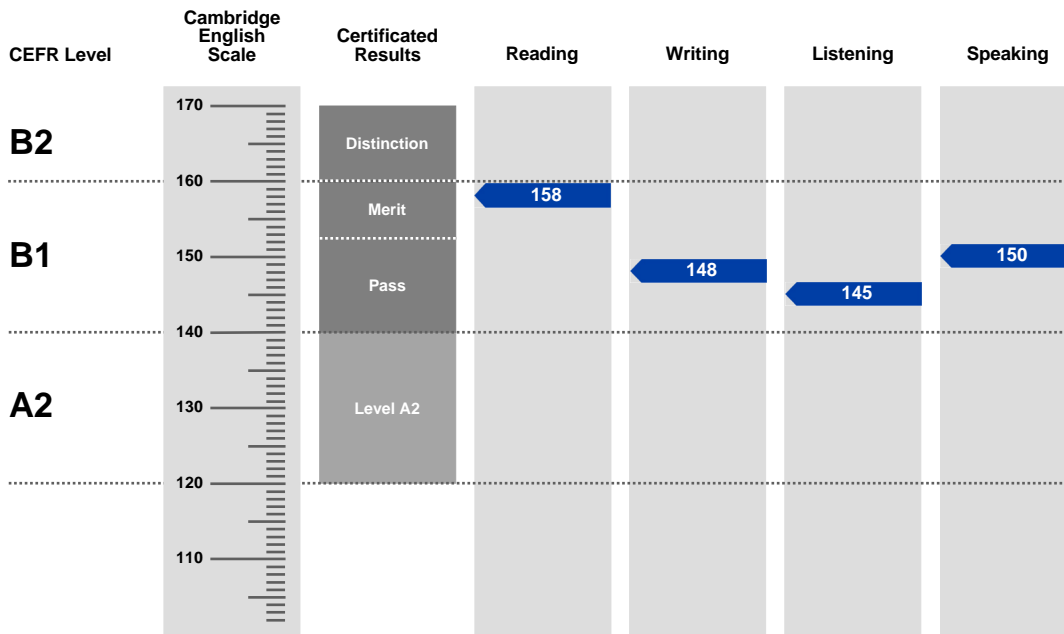 CEFR Level
Cambridge
English
Scale
Certificated
Results
Reading
Writing
Listening
Speaking
170
B2
Distinction
160
158
Merit
B1
150
150
148
Pass
145
140
A2
130
Level A2
120
110